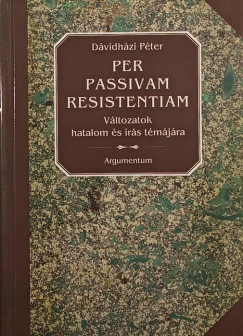 Dávidházi Péter
PER
PASSIVAM
RESISTENTIAM
Változatok
hatalom és írás témájára
Argumentum